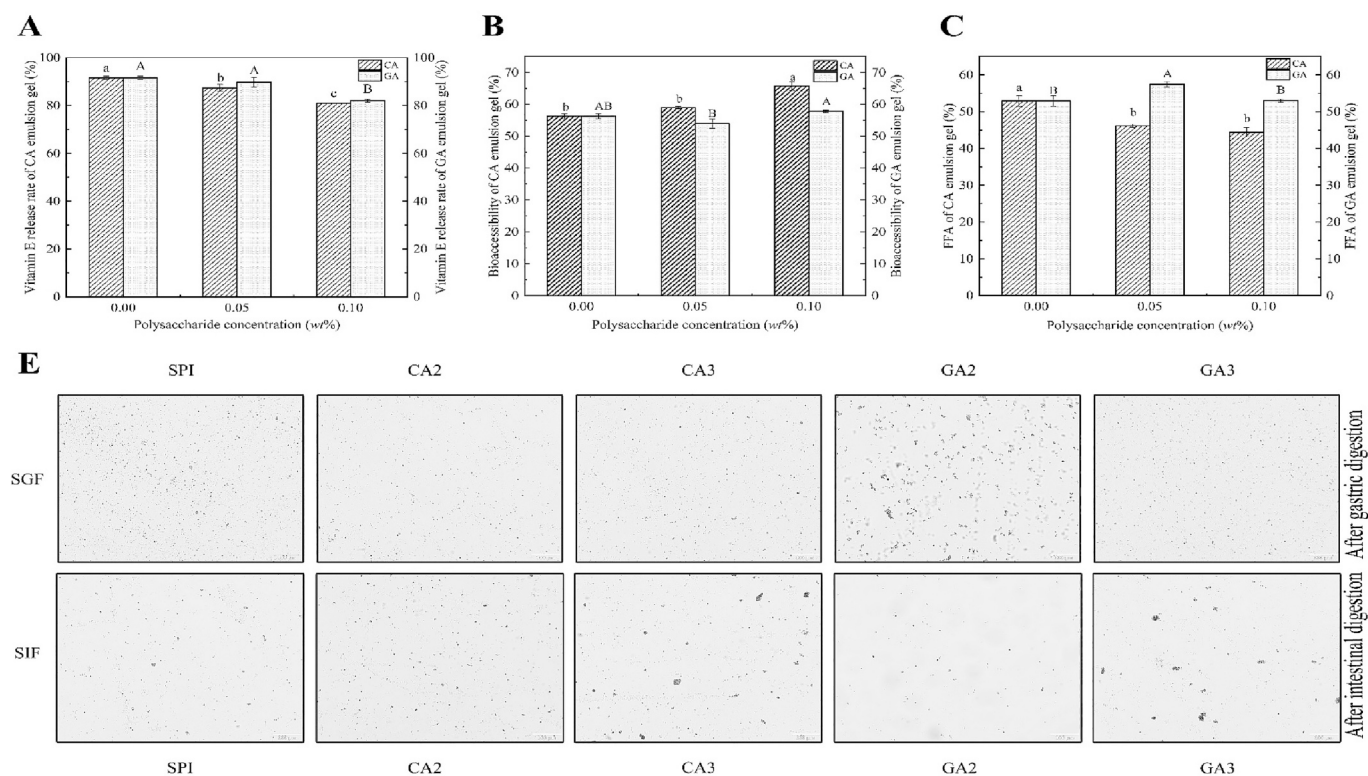 A
Vitamin E release rate of CA emulsion gel (%)
100
80
60
40
20
0
a
A
b
A
c
B
CA
GA
100
80
60
40
20
0
Vitamin E release rate of GA emulsion gel (%)
0.00
0.05
0.10
Polysaccharide concentration (wt%)
B
Bioaccessibility of CA emulsion gel (%)
70
60
50
40
30
20
10
0
b
AB
b
B
a
A
CA
GA
70
60
50
40
30
20
10
0
Bioaccessibility of GA emulsion gel (%)
0.00
0.05
0.10
Polysaccharide concentration (wt%)
C
FFA of CA emulsion gel (%)
60
50
40
30
20
10
0
a
B
b
A
b
B
CA
GA
60
50
40
30
20
10
0
FFA of GA emulsion gel (%)
0.00
0.05
0.10
Polysaccharide concentration (wt%)
E
SPI
CA2
CA3
GA2
GA3
SGF
After gastric digestion
SIF
After intestinal digestion
SPI
CA2
CA3
GA2
GA3